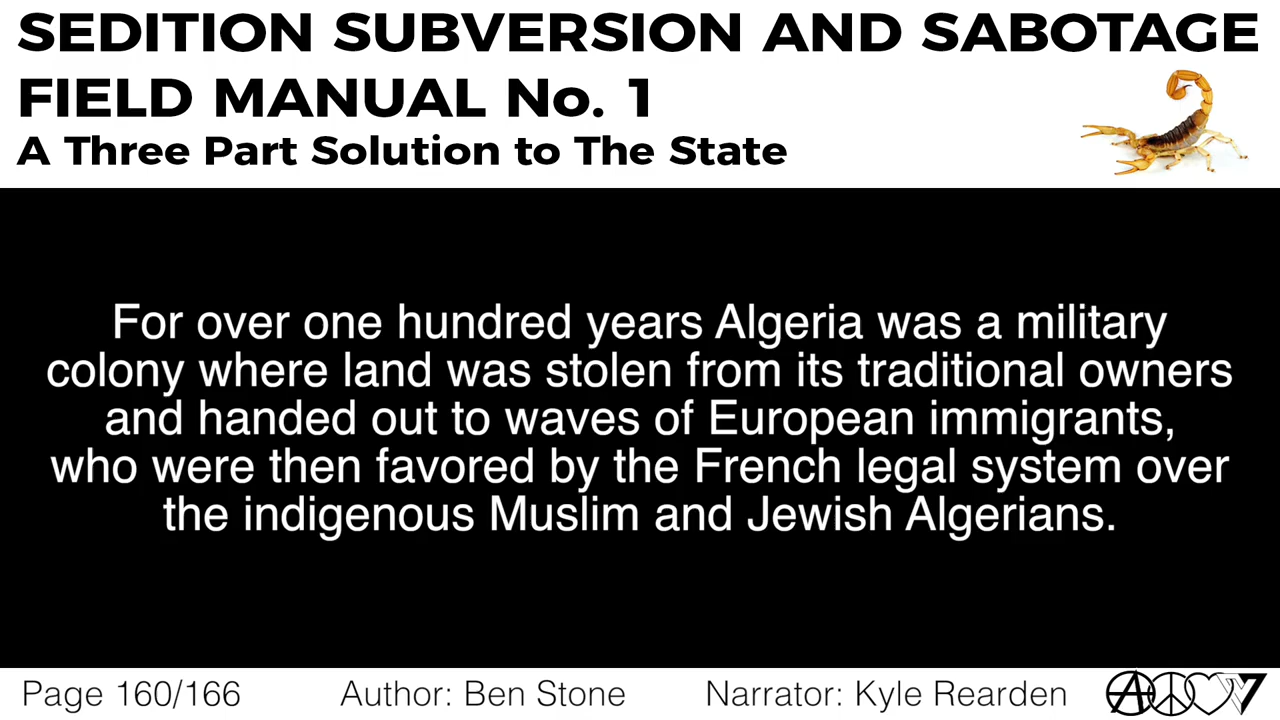 SEDITION SUBVERSION AND SABOTAGE
FIELD MANUAL No. 1
A Three Part Solution to The State
For over one hundred years Algeria was a military
colony where land was stolen from its traditional owners
and handed out to waves of European immigrants,
who were then favored by the French legal system over
the indigenous Muslim and Jewish Algerians.
Page 160/166 Author: Ben Stone Narrator: Kyle Rearden